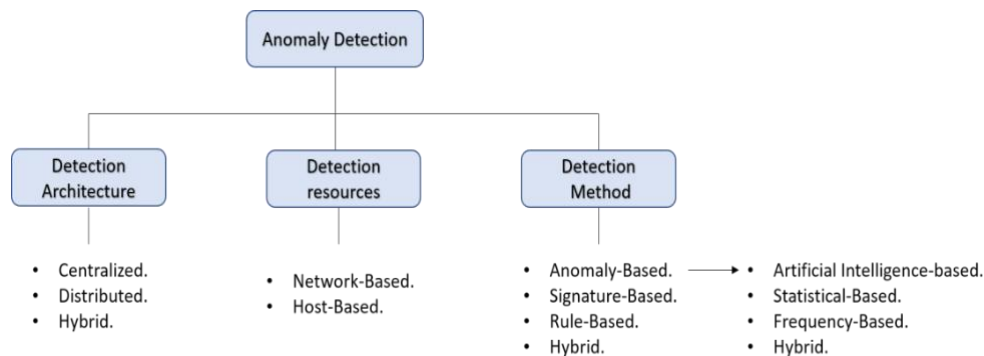 Anomaly Detection
Detection
Architecture
Detection
resources
Detection
Method
• Centralized.
• Distributed.
• Hybrid.
• Network-Based.
• Host-Based.
• Anomaly-Based.
• Signature-Based.
• Rule-Based.
• Hybrid.
• Artificial Intelligence-based.
• Statistical-Based.
• Frequency-Based.
• Hybrid.